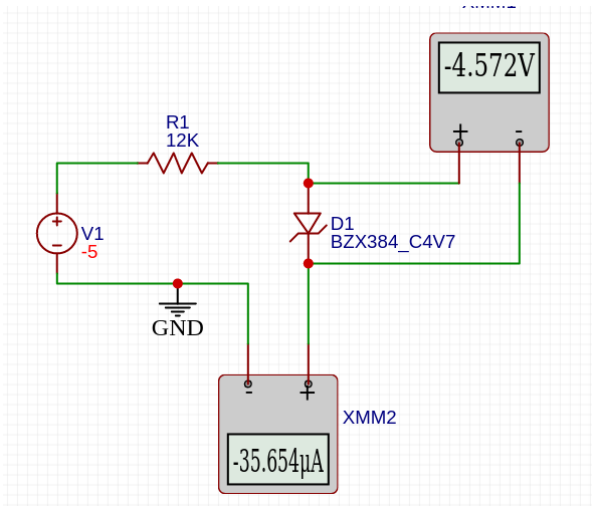 -4.572V
+ -
R1
12K
+
-
V1
-5
D1
BZX384_C4V7
GND
- +
XMM2
-35.654µA